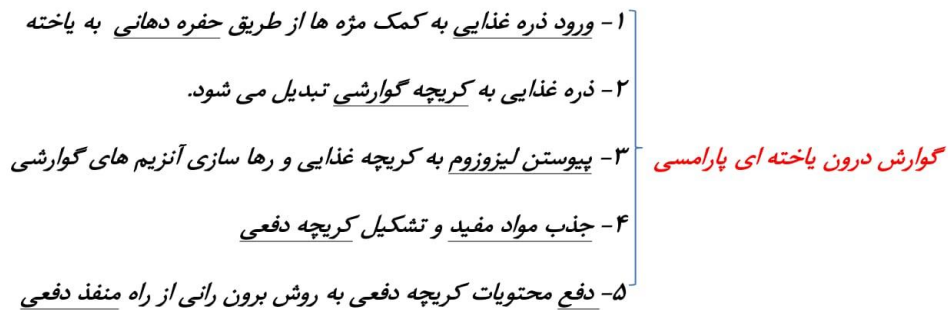 ۱- ورود ذره غذایی به کمک مژه ها از طریق حفره دهانی به یاخته
۲- ذره غذایی به کریچه گوارشی تبدیل می شود.
گوارش درون یاخته ای پارامسی
۳- پیوستن لیزوزوم به کریچه غذایی و رها سازی آنزیم های گوارشی
۴- جذب مواد مفید و تشکیل کریچه دفعی
۵- دفع محتویات کریچه دفعی به روش برون رانی از راه منفذ دفعی